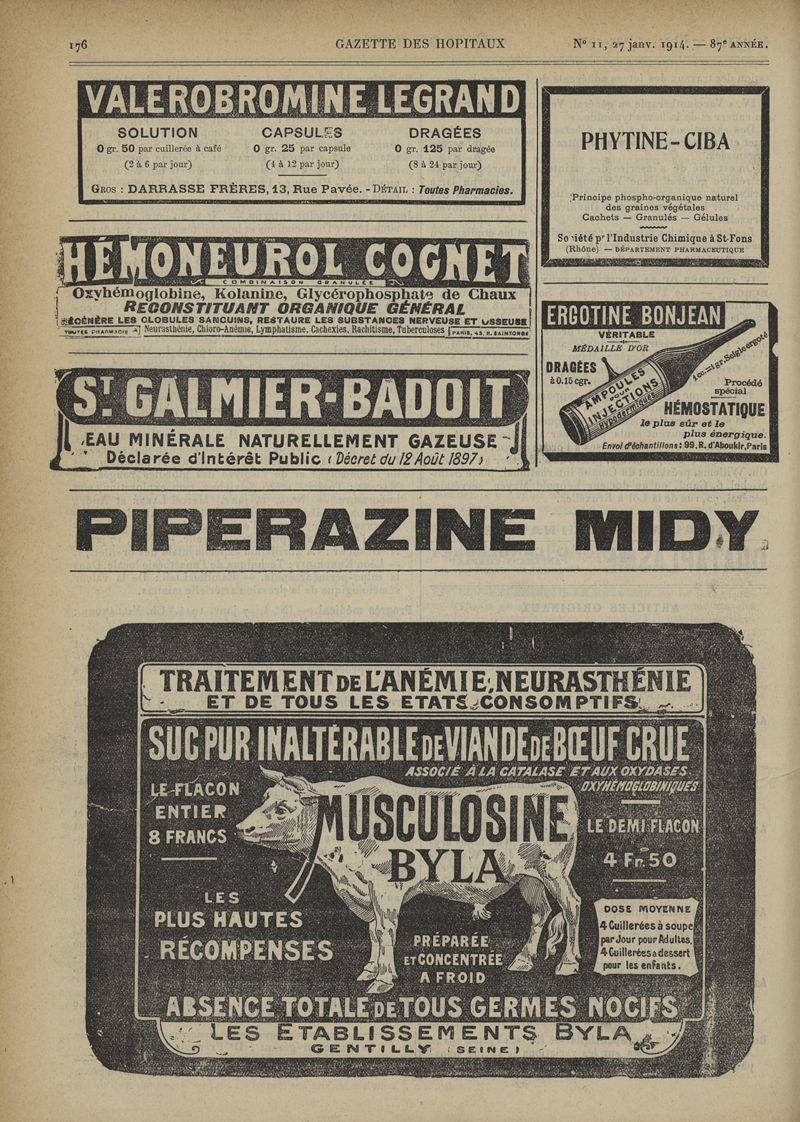 176
GAZETTE DES HOPITAUX
N° 11, 27 janv. 1914. — 87e ANNÉE.
VALEROBROMINE LEGRAND
SOLUTION
0 gr. 50 par cuillerée à café
(2 à 6 par jour)
CAPSULES
0 gr. 25 par capsule
(4 à 12 par jour)
DRAGÉES
0 gr. 125 par dragée
(8 à 24 par jour)
GROS : DARRASSE FRÈRES, 13, Rue Pavée. - DÉTAIL : Toutes Pharmacies.
PHYTINE-CIBA
Principe phospho-organique naturel
des graines végétales
Cachets — Granulés — Gélules
Société pr l'Industrie Chimique à St-Fons
(Rhône) — DÉPARTEMENT PHARMACEUTIQUE
HÉMONEUROL COGNET
COMBINAISON GRANULÉE
Oxyhémoglobine, Kolanine, Glycérophosphate de Chaux
RECONSTITUANT ORGANIQUE GÉNÉRAL
RÉGÉNÈRE LES GLOBULES SANGUINS, RESTAURE LES SUBSTANCES NERVEUSE ET OSSEUSE
TOUTES PHARMACIES
Neurasthénie, Chloro-Anémie, Lymphatisme, Cachexies, Rachitisme, Tuberculoses
PARIS, 43, R. SAINTONGE
ERGOTINE BONJEAN
VÉRITABLE
MÉDAILLE D'OR
DRAGÉES
à 0.15 cgr.
AMPOULES
POUR
INJECTIONS
Hypodermiques
1cc.=1gr. Seigle ergoté
Procédé
spécial
HÉMOSTATIQUE
le plus sûr et le
plus énergique.
Envoi d'échantillons : 99, R. d'Aboukir, Paris
ST GALMIER-BADOIT
EAU MINÉRALE NATURELLEMENT GAZEUSE
Déclarée d'Intérêt Public (Décret du 12 Août 1897)
PIPERAZINE MIDY
TRAITEMENT DE L'ANÉMIE, NEURASTHÉNIE
ET DE TOUS LES ETATS CONSOMPTIFS
SUC PUR INALTÉRABLE DE VIANDE DE BŒUF CRUE
ASSOCIÉ À LA CATALASE ET AUX OXYDASES
OXYHÉMOGLOBINIQUES
LE FLACON
ENTIER
8 FRANCS
MUSCULOSINE
BYLA
LE DEMI FLACON
4 Fr. 50
LES
PLUS HAUTES
RÉCOMPENSES
PRÉPARÉE
ET CONCENTRÉE
A FROID
DOSE MOYENNE
4 Cuillerées à soupe
par Jour pour Adultes.
4 Cuillerées à dessert
pour les enfants.
ABSENCE TOTALE DE TOUS GERMES NOCIFS
LES ETABLISSEMENTS BYLA
GENTILLY (SEINE)